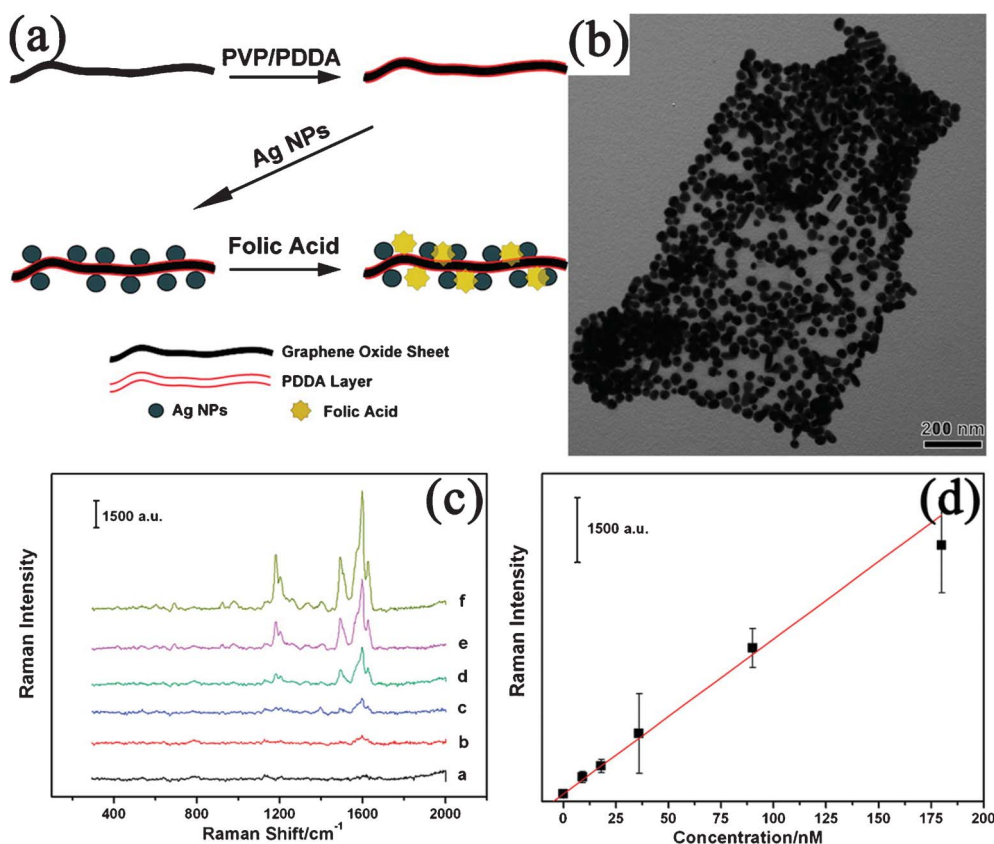 (a)
PVP/PDDA
Ag NPs
Folic Acid
Graphene Oxide Sheet
PDDA Layer
Ag NPs
Folic Acid
(b)
200 nm
(c)
1500 a.u.
Raman Intensity
f
e
d
c
b
a
400 800 1200 1600 2000
Raman Shift/cm⁻¹
(d)
1500 a.u.
Raman Intensity
0 25 50 75 100 125 150 175 200
Concentration/nM